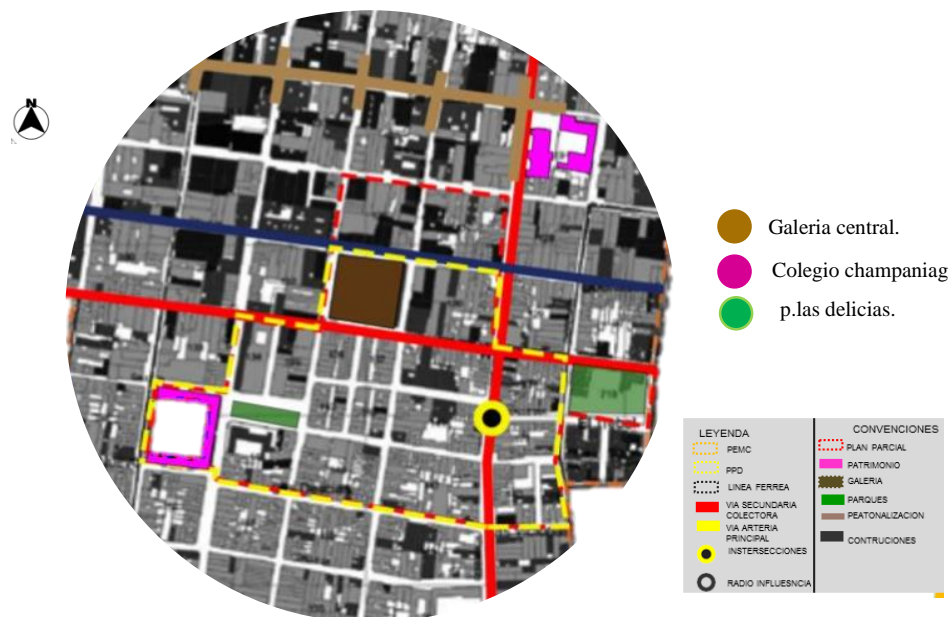 N
Galeria central.
Colegio champaniag
p.las delicias.
LEYENDA
PEMC
PPD
LINEA FERREA
VIA SECUNDARIA
COLECTORA
VIA ARTERIA
PRINCIPAL
INSTERSECCIONES
RADIO INFLUESNCIA
CONVENCIONES
PLAN PARCIAL
PATRIMONIO
GALERIA
PARQUES
PEATONALIZACION
CONTRUCIONES